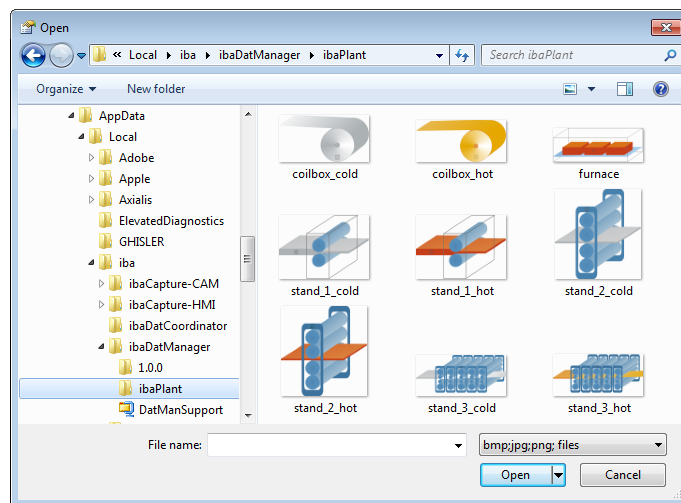 Open
« Local iba ibaDatManager ibaPlant
Search ibaPlant
Organize New folder
AppData
Local
Adobe
Apple
Axialis
ElevatedDiagnostics
GHISLER
iba
ibaCapture-CAM
ibaCapture-HMI
ibaDatCoordinator
ibaDatManager
1.0.0
ibaPlant
DatManSupport
coilbox_cold coilbox_hot furnace
stand_1_cold stand_1_hot stand_2_cold
stand_2_hot stand_3_cold stand_3_hot
File name: bmp;jpg;png; files
Open Cancel